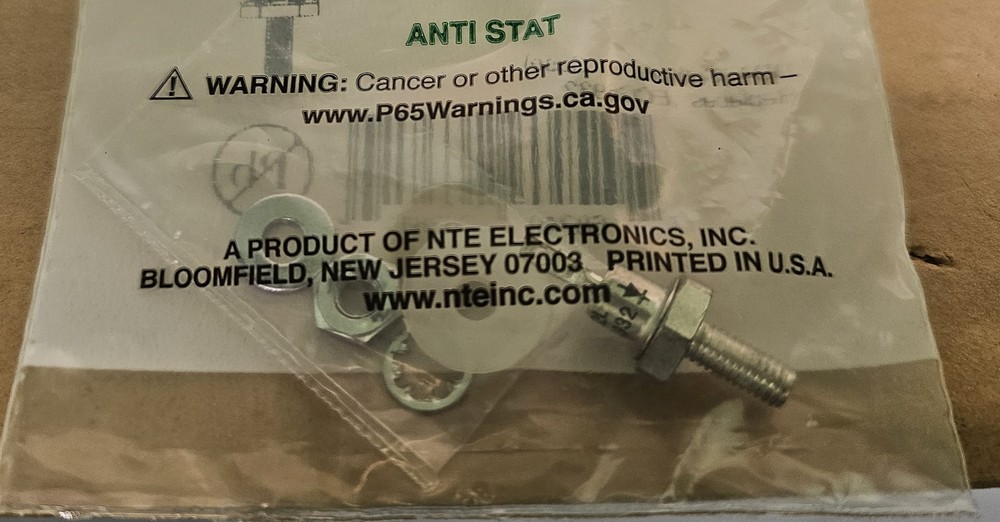 ANTI STAT
⚠ WARNING: Cancer or other reproductive harm –
www.P65Warnings.ca.gov
A PRODUCT OF NTE ELECTRONICS, INC.
BLOOMFIELD, NEW JERSEY 07003 PRINTED IN U.S.A.
www.nteinc.com